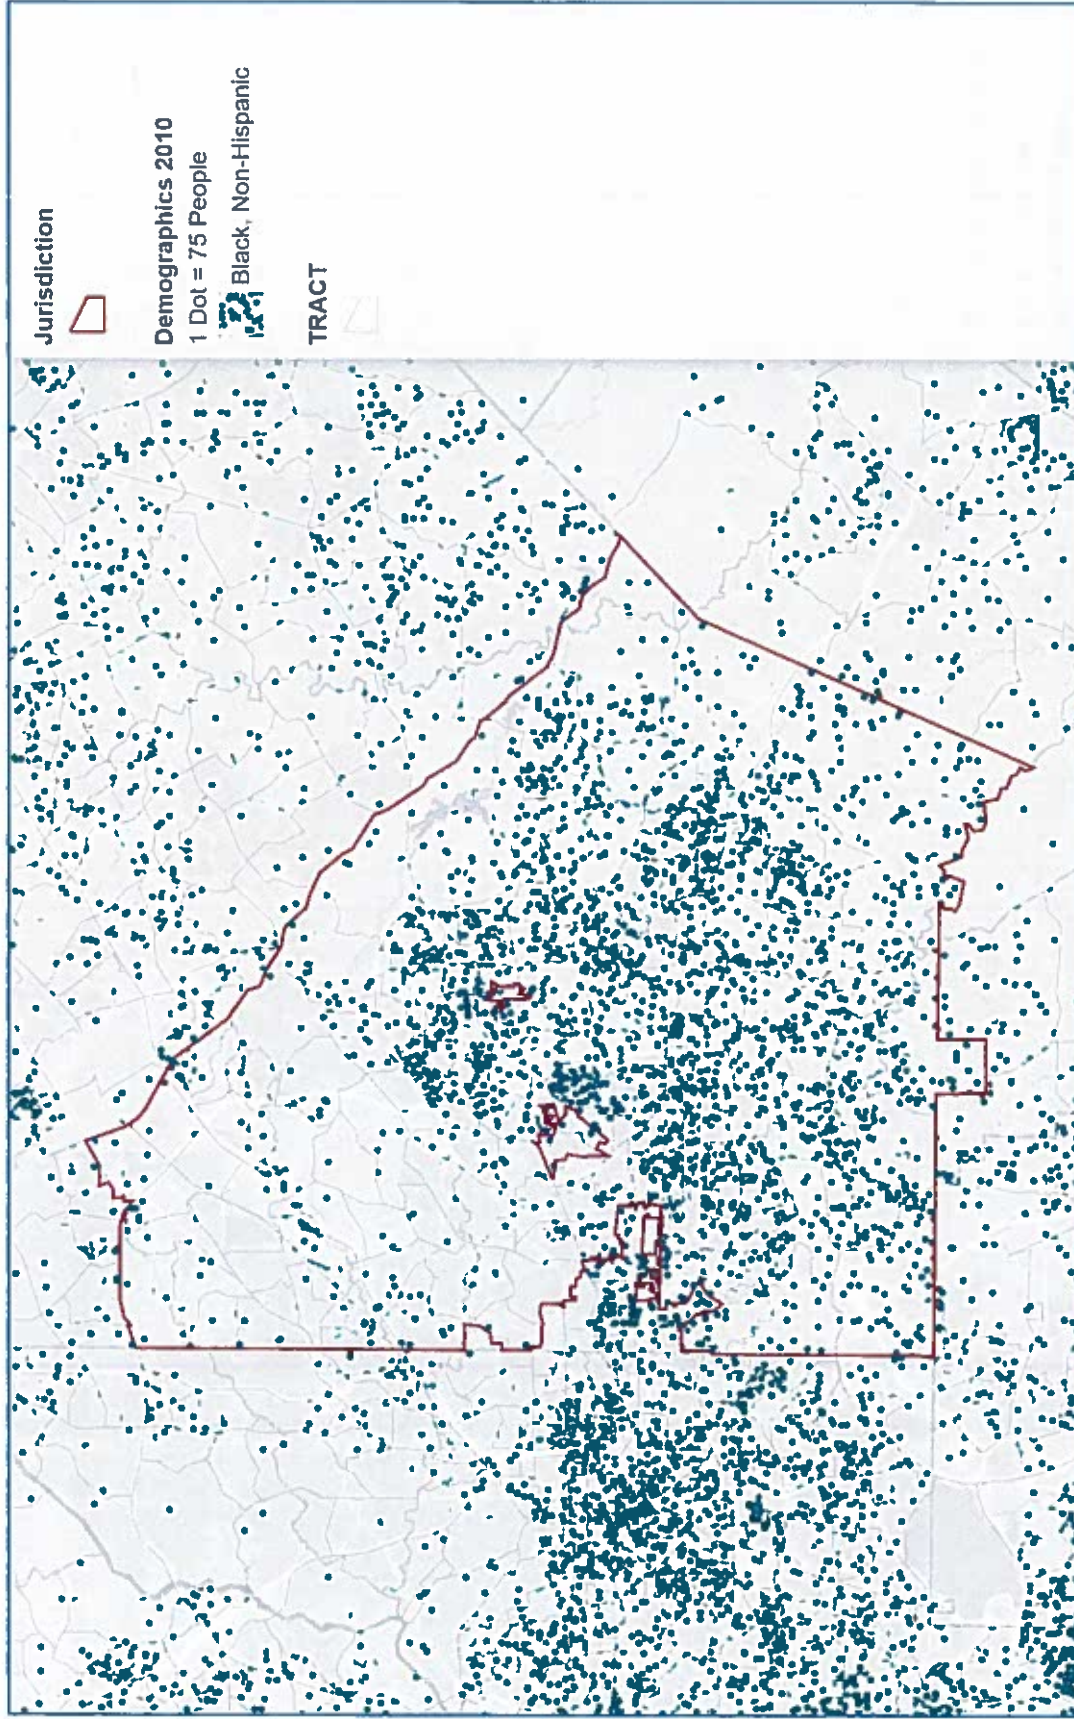 Jurisdiction
Demographics 2010
1 Dot = 75 People
Black, Non-Hispanic
TRACT